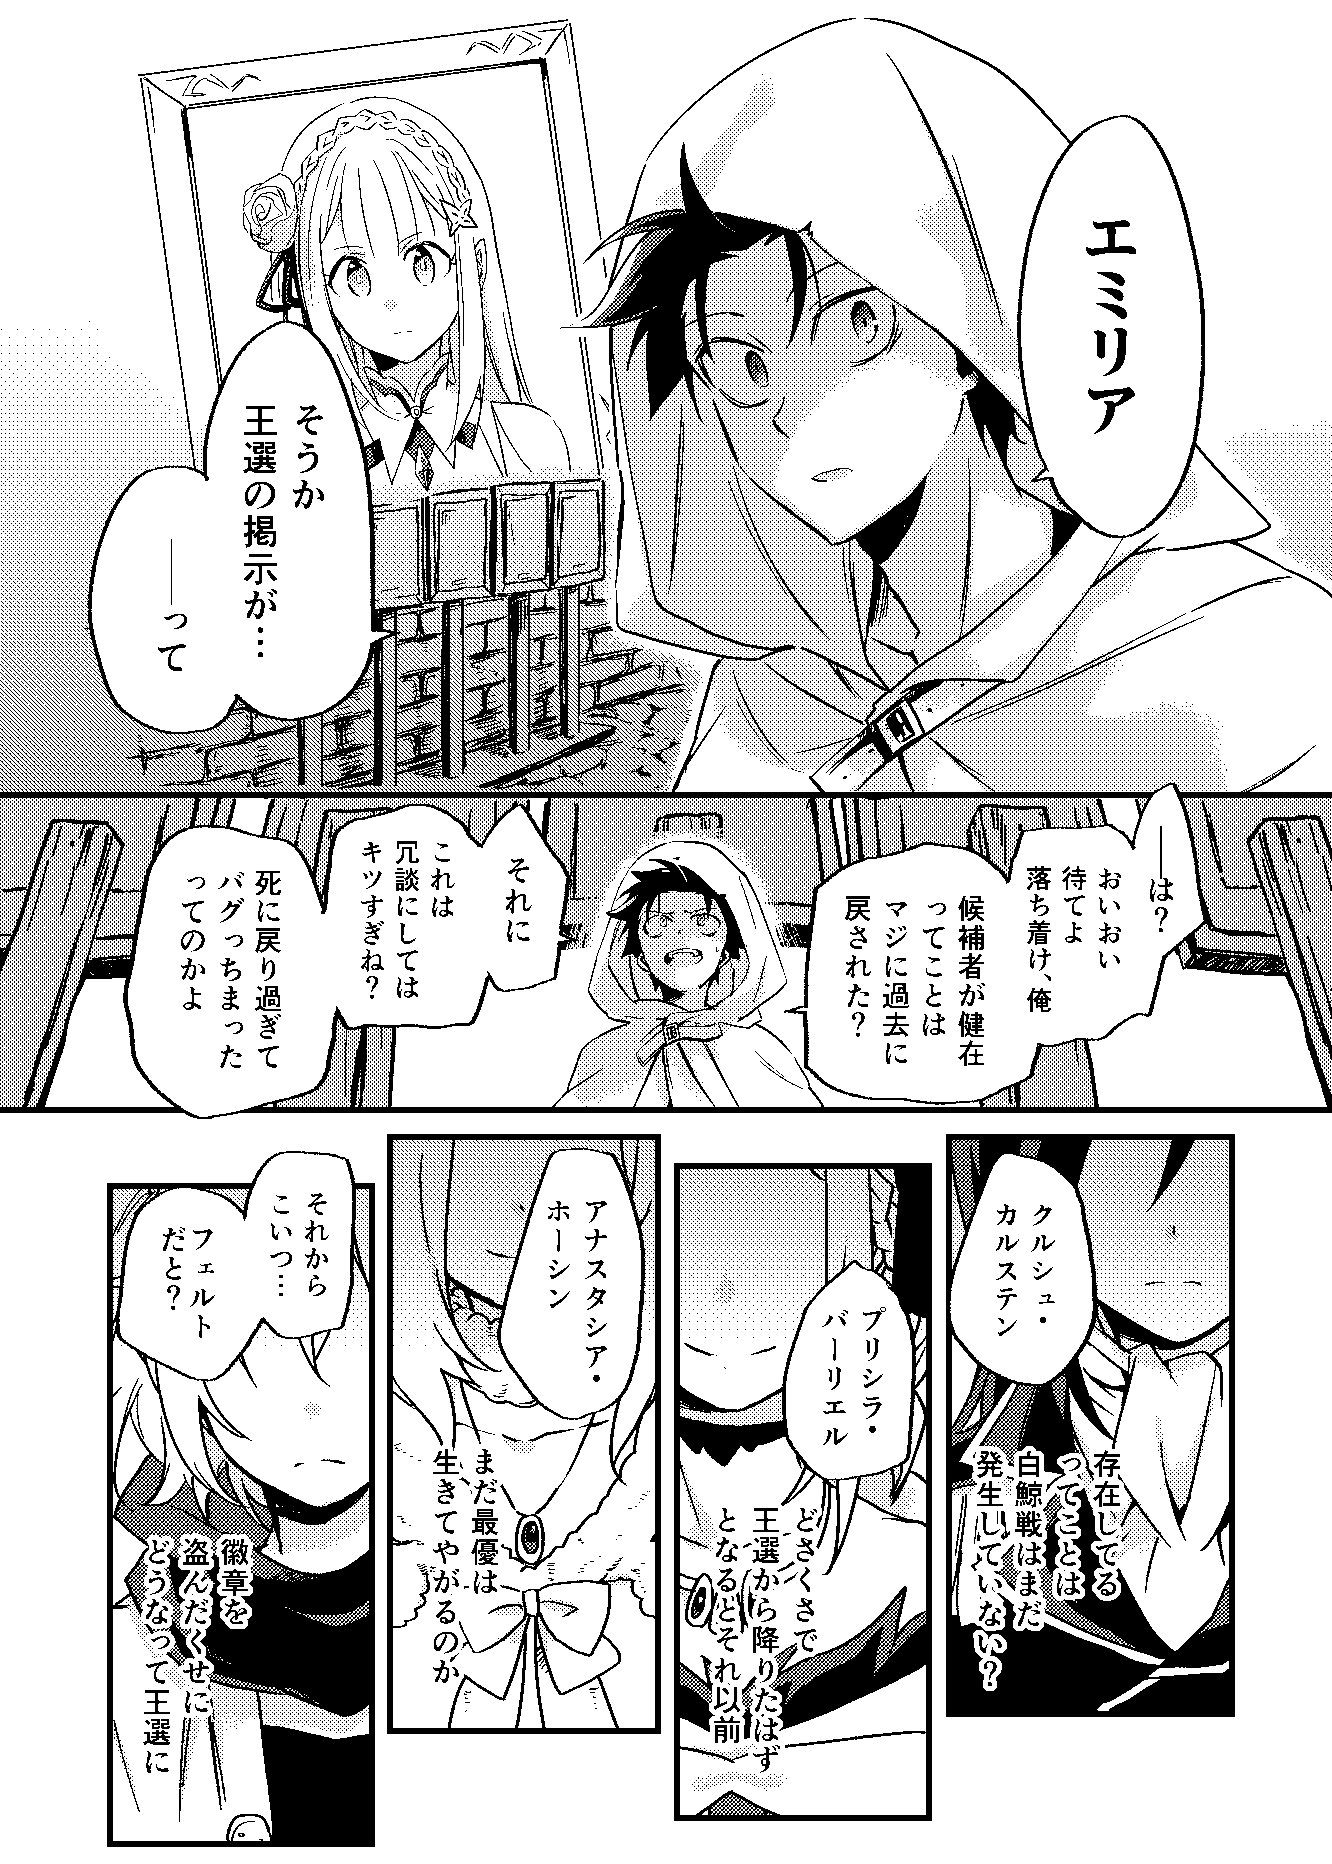 エミリア
そうか
王選の掲示が…
――って
――は?
おいおい
待てよ
落ち着け、俺
候補者が健在
ってことは
マジに過去に
戻された?
それに
これは
冗談にしては
キツすぎね?
死に戻り過ぎて
バグっちまった
ってのかよ
クルシュ・
カルステン
存在してる
ってことは
白鯨戦はまだ
発生していない?
プリシラ・
バーリエル
どさくさで
王選から降りたはず
となるとそれ以前
アナスタシア・
ホーシン
まだ最優は
生きてやがるのか
それから
こいつ…
フェルト
だと?
徽章を
盗んだくせに
どうなって王選に